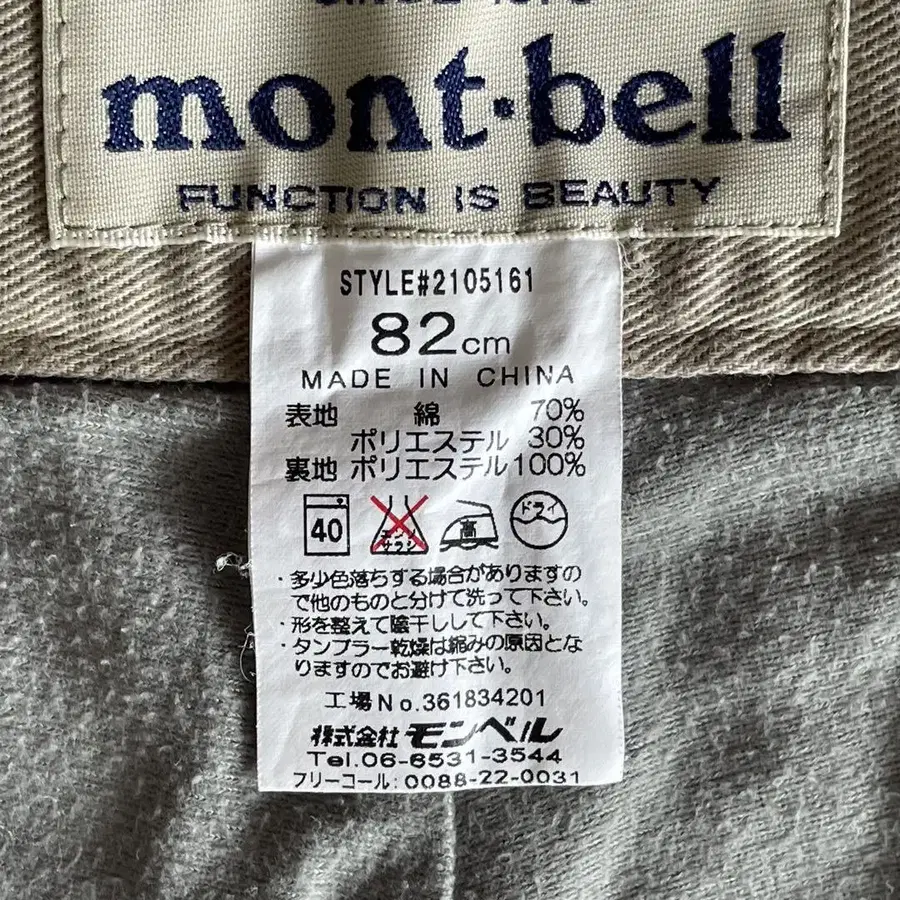 mont·bell
FUNCTION IS BEAUTY
STYLE#2105161
82cm
MADE IN CHINA
表地 綿 70%
ポリエステル 30%
裏地 ポリエステル 100%
40 エンソサラシ 高 ドライ
・多少色落ちする場合がありますの
で他のものと分けて洗って下さい。
・形を整えて陰干しして下さい。
・タンブラー乾燥は縮みの原因とな
りますのでお避け下さい。
工場No.361834201
株式会社 モンベル
Tel.06-6531-3544
フリーコール:0088-22-0031